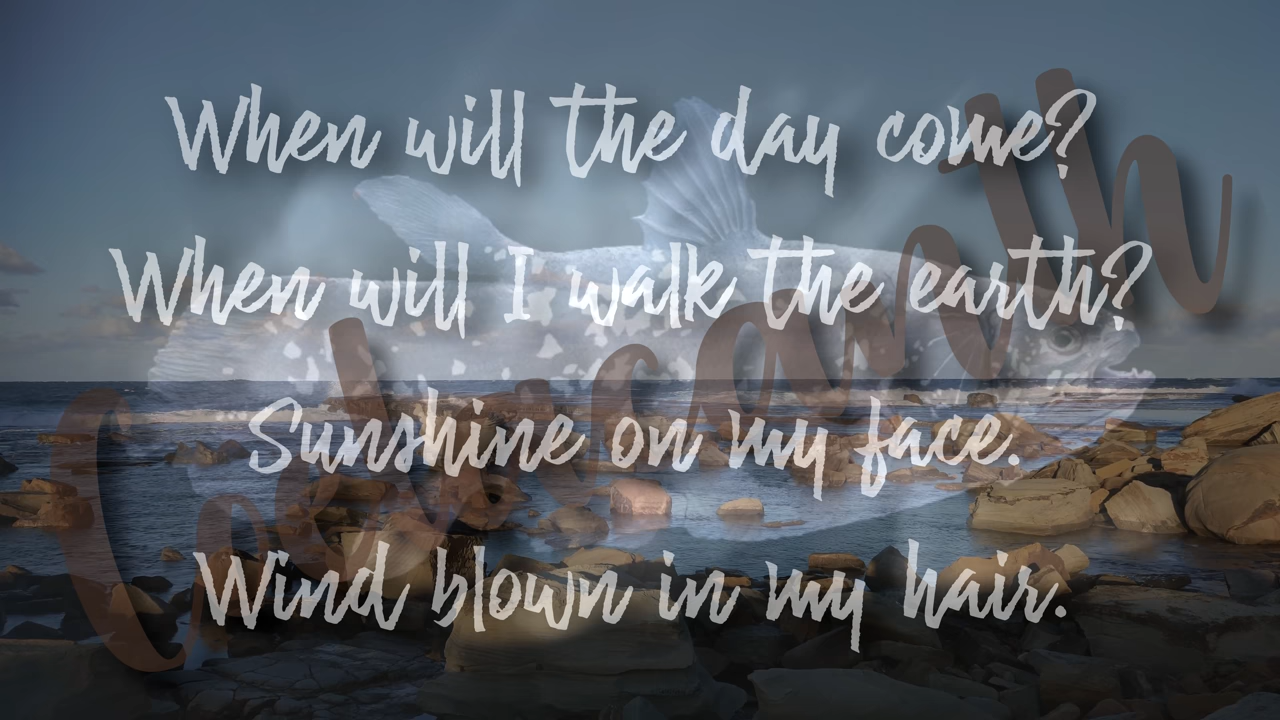 When will the day come?
When will I walk the earth?
Sunshine on my face.
Wind blown in my hair.
Coelacanth